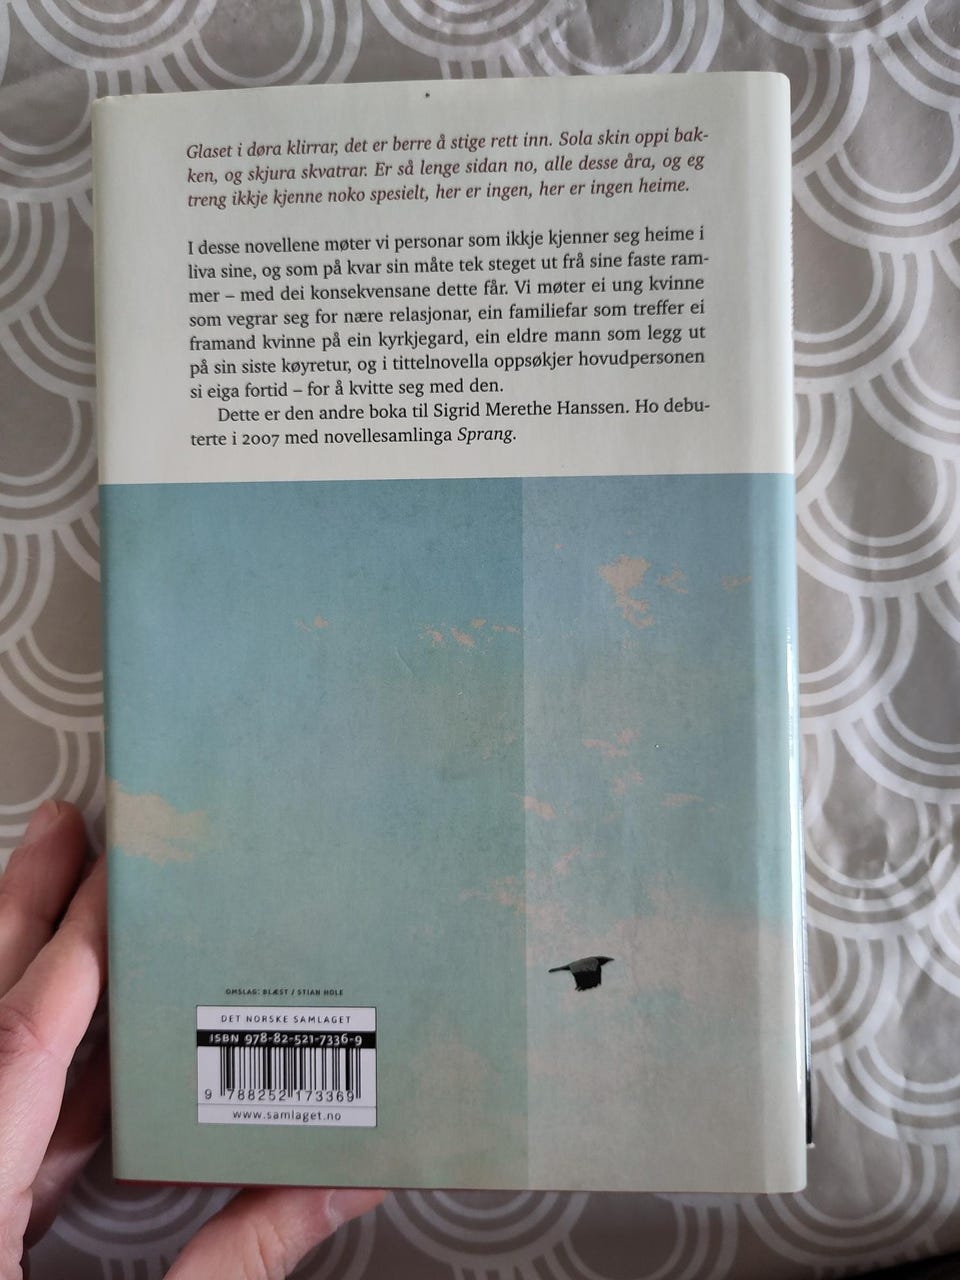 Glaset i døra klirrar, det er berre å stige rett inn. Sola skin oppi bak-
ken, og skjura skvatrar. Er så lenge sidan no, alle desse åra, og eg
treng ikkje kjenne noko spesielt, her er ingen, her er ingen heime.
I desse novellene møter vi personar som ikkje kjenner seg heime i
liva sine, og som på kvar sin måte tek steget ut frå sine faste ram-
mer – med dei konsekvensane dette får. Vi møter ei ung kvinne
som vegrar seg for nære relasjonar, ein familiefar som treffer ei
framand kvinne på ein kyrkjegard, ein eldre mann som legg ut
på sin siste køyretur, og i tittelnovella oppsøkjer hovudpersonen
si eiga fortid – for å kvitte seg med den.
Dette er den andre boka til Sigrid Merethe Hanssen. Ho debu-
terte i 2007 med novellesamlinga Sprang.
OMSLAG: BLÆST / STIAN HOLE
DET NORSKE SAMLAGET
ISBN 978-82-521-7336-9
9 788252 173369
www.samlaget.no